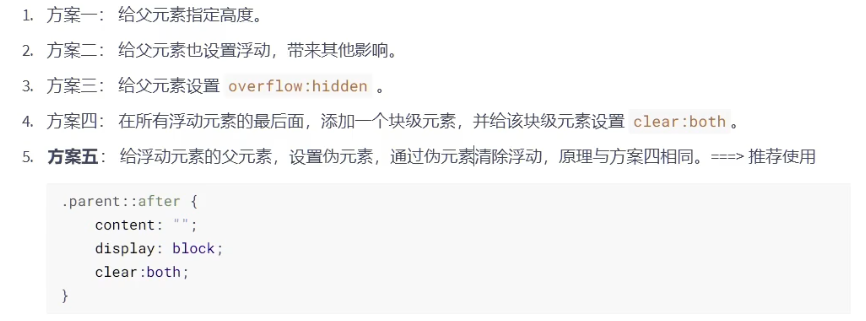 1. 方案一： 给父元素指定高度。
2. 方案二： 给父元素也设置浮动，带来其他影响。
3. 方案三： 给父元素设置 overflow:hidden 。
4. 方案四： 在所有浮动元素的最后面，添加一个块级元素，并给该块级元素设置 clear:both。
5. 方案五： 给浮动元素的父元素，设置伪元素，通过伪元素清除浮动，原理与方案四相同。===> 推荐使用
.parent::after {
    content: "";
    display: block;
    clear:both;
}